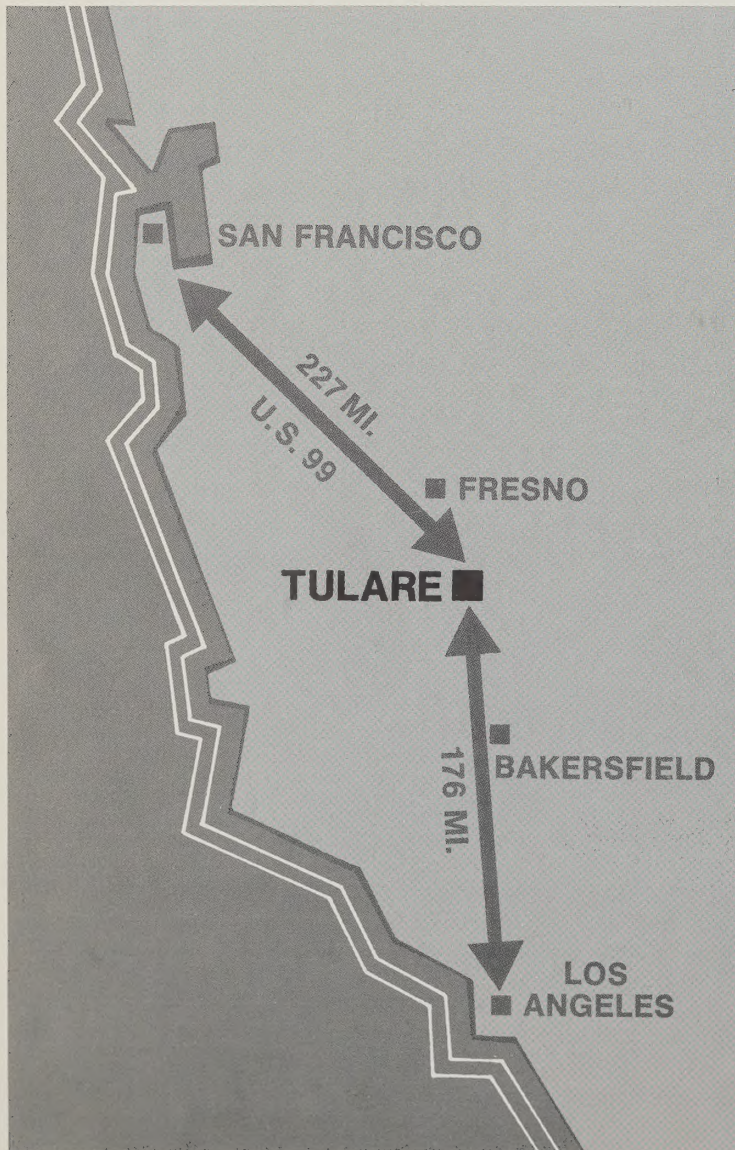 SAN FRANCISCO
227 MI.
U.S. 99
FRESNO
TULARE
176 MI.
BAKERSFIELD
LOS
ANGELES